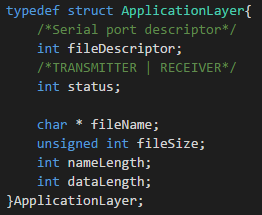 typedef struct ApplicationLayer{
    /*Serial port descriptor*/
    int fileDescriptor;
    /*TRANSMITTER | RECEIVER*/
    int status;

    char * fileName;
    unsigned int fileSize;
    int nameLength;
    int dataLength;
}ApplicationLayer;